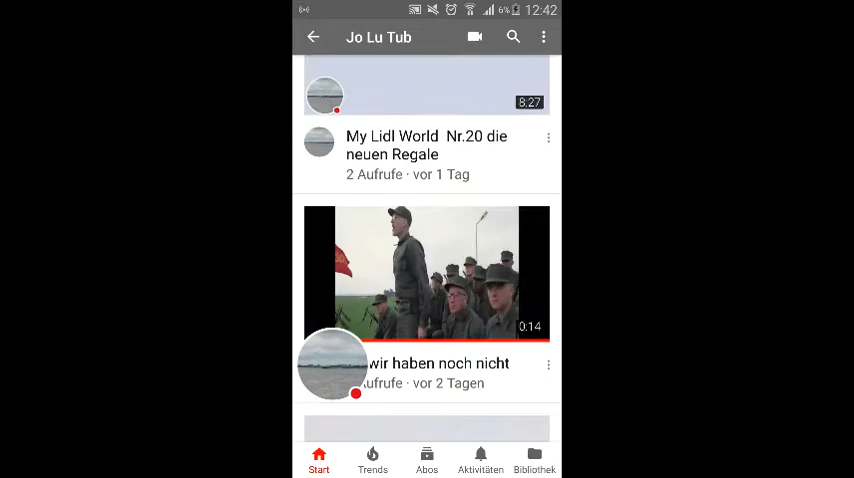 6% 12:42
Jo Lu Tub
8:27
My Lidl World Nr.20 die
neuen Regale
2 Aufrufe · vor 1 Tag
0:14
wir haben noch nicht
Aufrufe · vor 2 Tagen
Start Trends Abos Aktivitäten Bibliothek